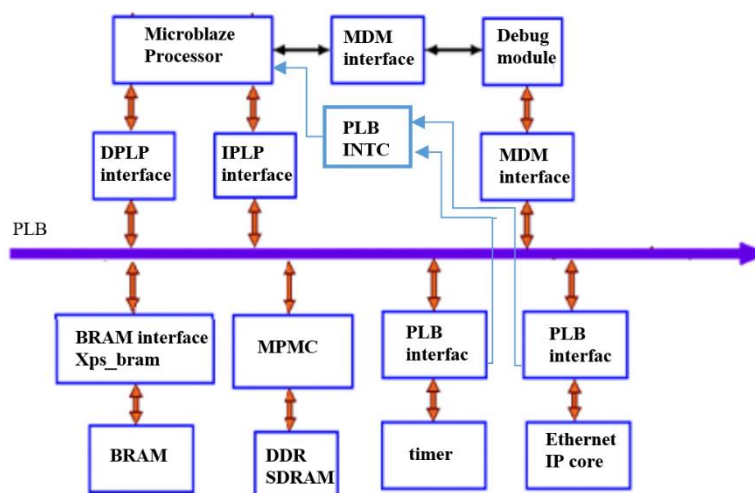 Microblaze
Processor
MDM
interface
Debug
module
PLB
INTC
DPLP
interface
IPLP
interface
MDM
interface
PLB
BRAM interface
Xps_bram
MPMC
PLB
interfac
PLB
interfac
BRAM
DDR
SDRAM
timer
Ethernet
IP core